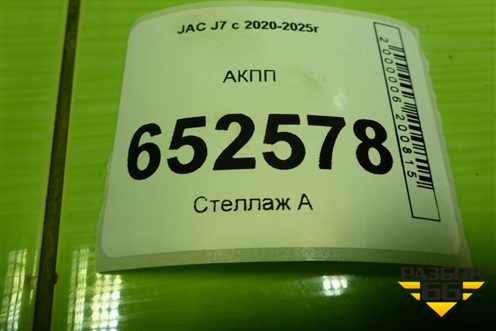 JAC J7 с 2020-2025г
АКПП
652578
Стеллаж А
2000006200815
РАЗБОР
66